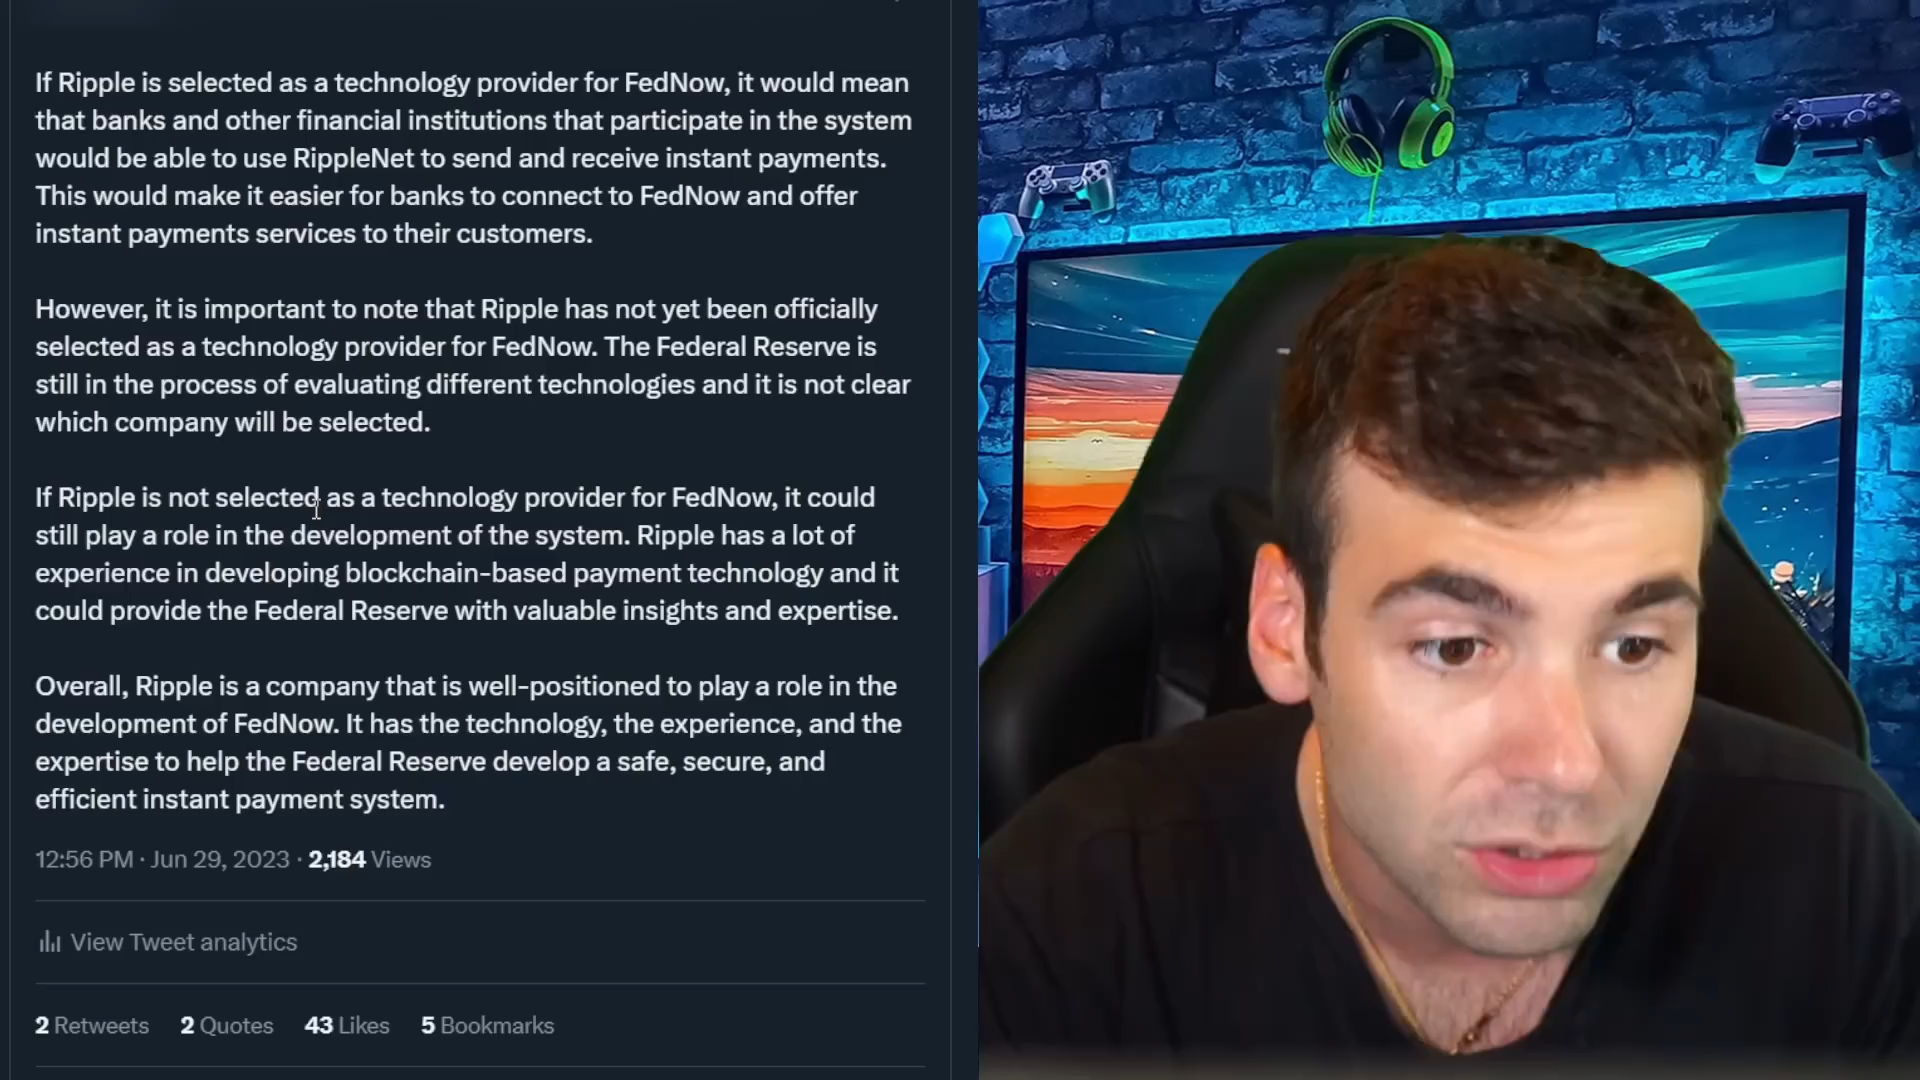 If Ripple is selected as a technology provider for FedNow, it would mean
that banks and other financial institutions that participate in the system
would be able to use RippleNet to send and receive instant payments.
This would make it easier for banks to connect to FedNow and offer
instant payments services to their customers.
However, it is important to note that Ripple has not yet been officially
selected as a technology provider for FedNow. The Federal Reserve is
still in the process of evaluating different technologies and it is not clear
which company will be selected.
If Ripple is not selected as a technology provider for FedNow, it could
still play a role in the development of the system. Ripple has a lot of
experience in developing blockchain-based payment technology and it
could provide the Federal Reserve with valuable insights and expertise.
Overall, Ripple is a company that is well-positioned to play a role in the
development of FedNow. It has the technology, the experience, and the
expertise to help the Federal Reserve develop a safe, secure, and
efficient instant payment system.
12:56 PM · Jun 29, 2023 · 2,184 Views
View Tweet analytics
2 Retweets 2 Quotes 43 Likes 5 Bookmarks